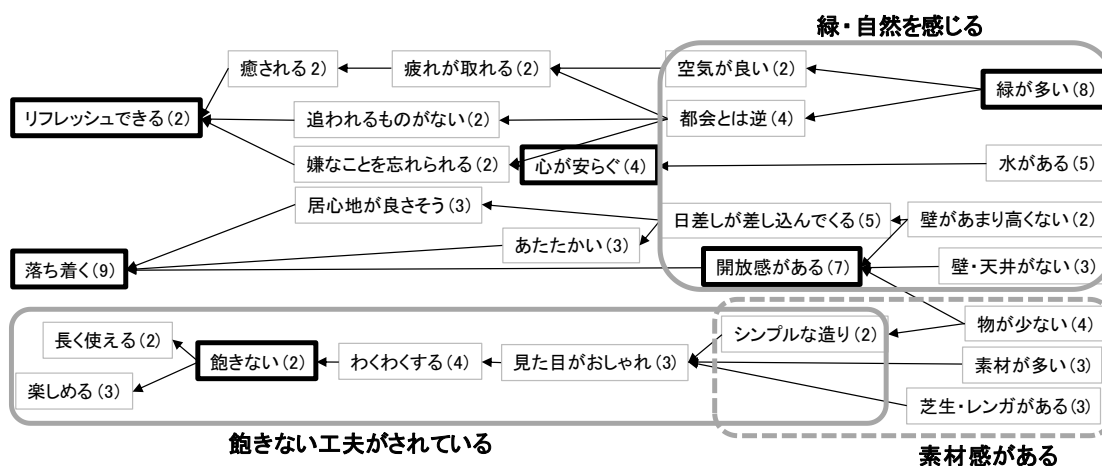 緑・自然を感じる
癒される2)
疲れが取れる(2)
空気が良い(2)
緑が多い(8)
リフレッシュできる(2)
追われるものがない(2)
都会とは逆(4)
嫌なことを忘れられる(2)
心が安らぐ(4)
水がある(5)
居心地が良さそう(3)
日差しが差し込んでくる(5)
壁があまり高くない(2)
あたたかい(3)
落ち着く(9)
開放感がある(7)
壁・天井がない(3)
長く使える(2)
シンプルな造り(2)
物が少ない(4)
飽きない(2)
わくわくする(4)
見た目がおしゃれ(3)
素材が多い(3)
楽しめる(3)
芝生・レンガがある(3)
飽きない工夫がされている
素材感がある